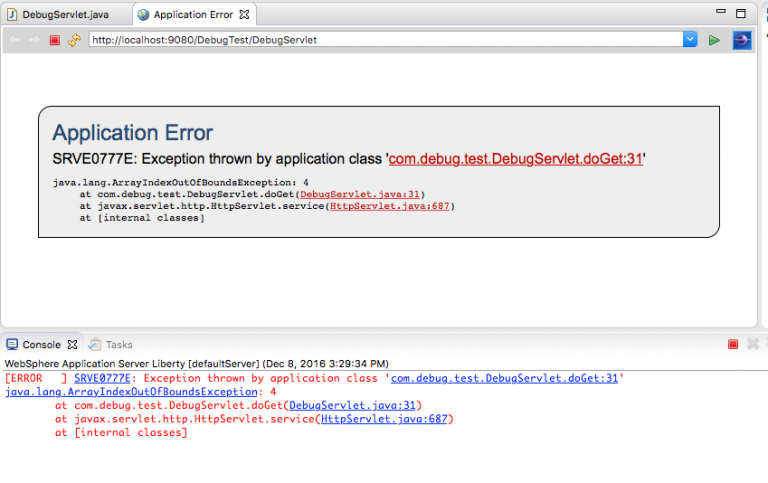 DebugServlet.java
Application Error
http://localhost:9080/DebugTest/DebugServlet
Application Error
SRVE0777E: Exception thrown by application class 'com.debug.test.DebugServlet.doGet:31'
java.lang.ArrayIndexOutOfBoundsException: 4
at com.debug.test.DebugServlet.doGet(DebugServlet.java:31)
at javax.servlet.http.HttpServlet.service(HttpServlet.java:687)
at [internal classes]
Console
Tasks
WebSphere Application Server Liberty [defaultServer] (Dec 8, 2016 3:29:34 PM)
[ERROR   ] SRVE0777E: Exception thrown by application class 'com.debug.test.DebugServlet.doGet:31'
java.lang.ArrayIndexOutOfBoundsException: 4
at com.debug.test.DebugServlet.doGet(DebugServlet.java:31)
at javax.servlet.http.HttpServlet.service(HttpServlet.java:687)
at [internal classes]